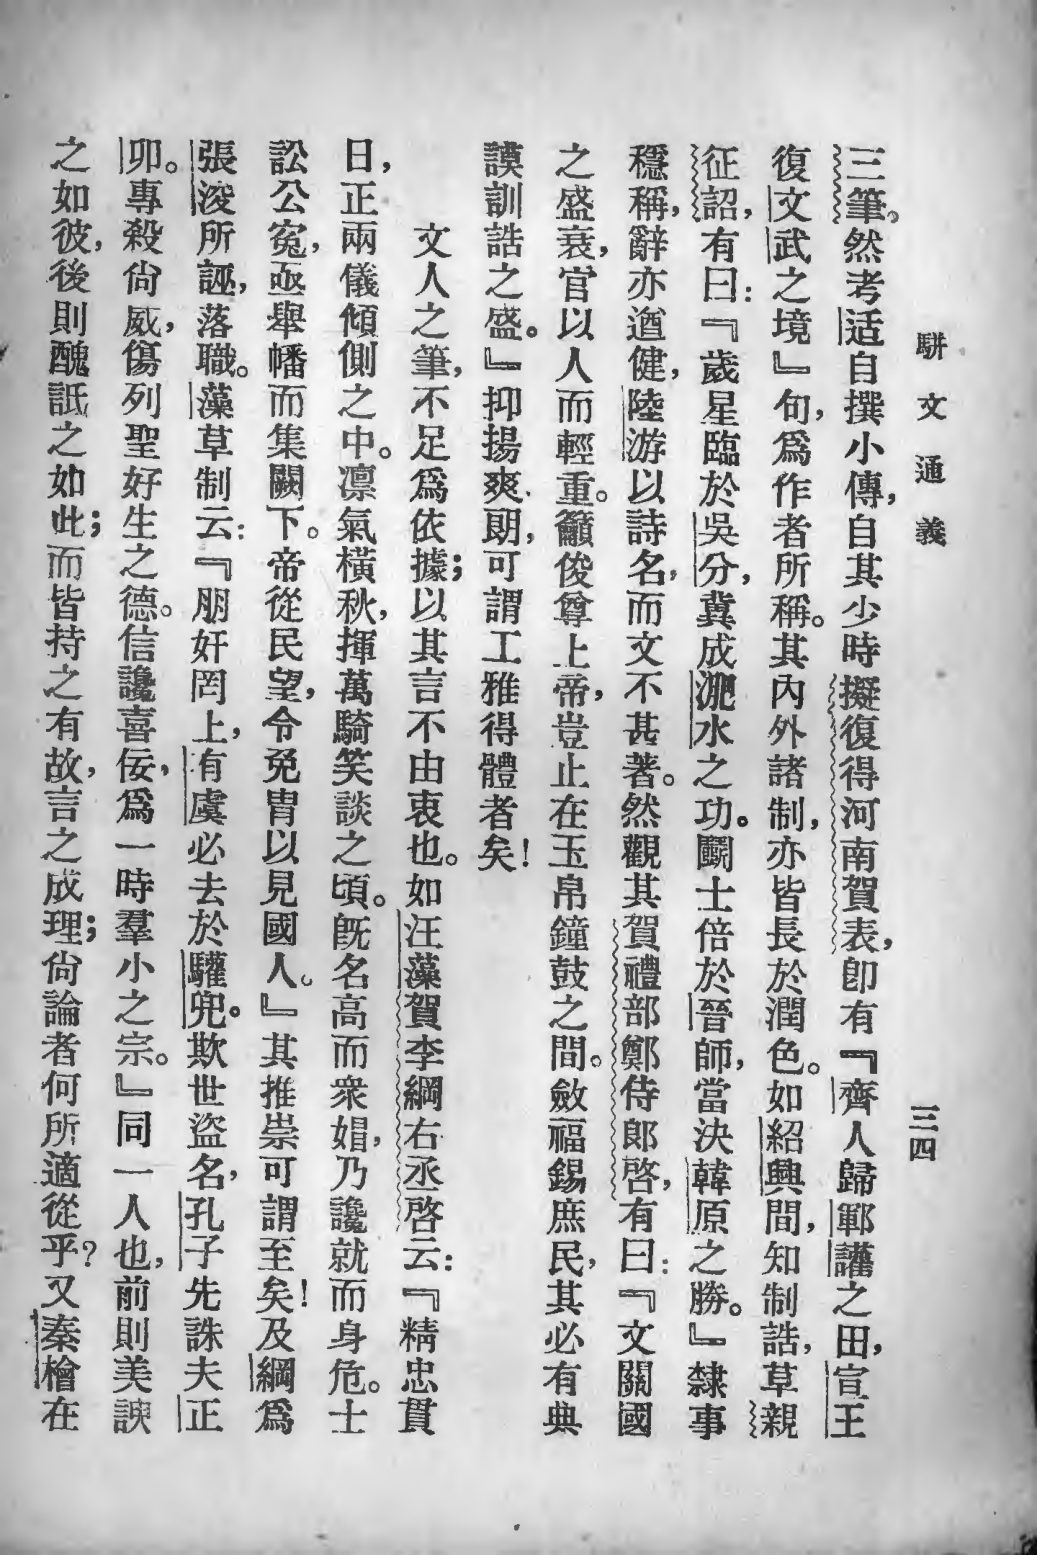 駢文通義
三四
三筆。然考适自撰小傳，自其少時擬復得河南賀表，卽有『齊人歸鄆讙之田，宣王
復文武之境』句，爲作者所稱。其內外諸制，亦皆長於潤色。如紹興間，知制誥，草親
征詔，有曰：『歲星臨於吳分，冀成淝水之功。鬭士倍於晉師，當決韓原之勝。』隸事
穩稱，辭亦遒健，陸游以詩名，而文不甚著。然觀其賀禮部鄭侍郎啓，有曰：『文關國
之盛衰，官以人而輕重。籲俊尊上帝，豈止在玉帛鐘鼓之間。斂福錫庶民，其必有典
謨訓誥之盛。』抑揚爽朗，可謂工雅得體者矣！
文人之筆，不足爲依據；以其言不由衷也。如汪藻賀李綱右丞啓云：『精忠貫
日，正兩儀傾側之中。凛氣橫秋，揮萬騎笑談之頃。旣名高而衆媢，乃讒就而身危。士
訟公寃，亟舉幡而集闕下。帝從民望，令免冑以見國人。』其推崇可謂至矣！及綱爲
張浚所誣，落職。藻草制云：『朋奸罔上，有虞必去於驩兜。欺世盜名，孔子先誅夫正
卯。專殺尙威，傷列聖好生之德。信讒喜佞，爲一時羣小之宗。』同一人也，前則美諛
之如彼，後則醜詆之如此；而皆持之有故，言之成理；尙論者何所適從乎？又秦檜在